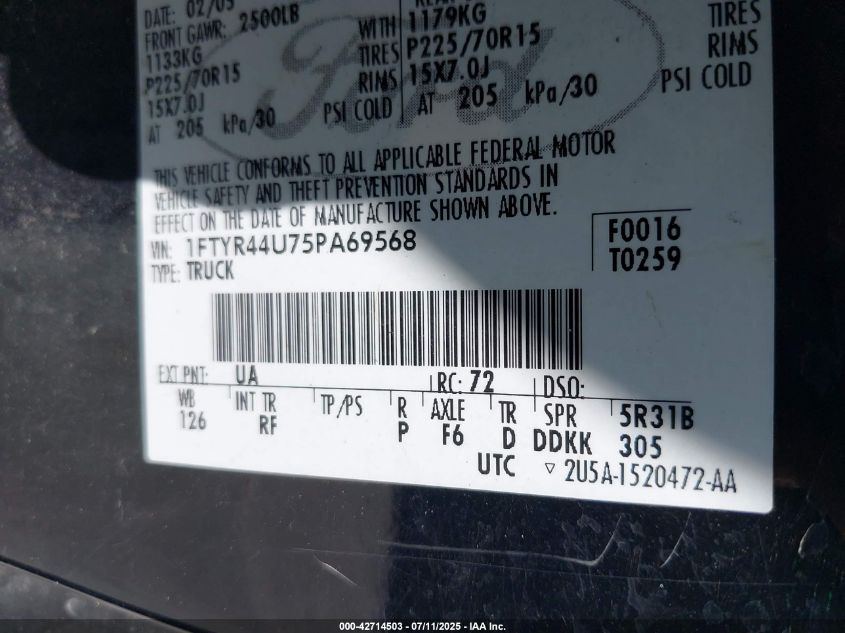 DATE: 02/05
FRONT GAWR: 2500LB
1133KG WITH 1179KG
P225/70R15 TIRES P225/70R15 TIRES
15X7.0J RIMS 15X7.0J RIMS
AT 205 kPa/30 PSI COLD AT 205 kPa/30 PSI COLD
Ford
THIS VEHICLE CONFORMS TO ALL APPLICABLE FEDERAL MOTOR
VEHICLE SAFETY AND THEFT PREVENTION STANDARDS IN
EFFECT ON THE DATE OF MANUFACTURE SHOWN ABOVE.
VIN: 1FTYR44U75PA69568 F0016
TYPE: TRUCK T0259
EXT PNT: UA RC: 72 DSO:
WB INT TR TP/PS R AXLE TR SPR 5R31B
126 RF P F6 D DDKK 305
UTC ▽ 2U5A-1520472-AA
000-42714503 - 07/11/2025 - IAA Inc.